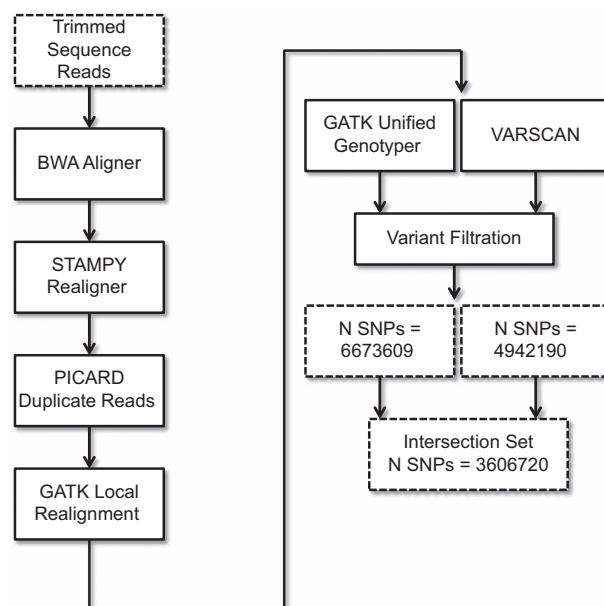 Trimmed
Sequence
Reads
BWA Aligner
STAMPY
Realigner
PICARD
Duplicate Reads
GATK Local
Realignment
GATK Unified
Genotyper
VARSCAN
Variant Filtration
N SNPs =
6673609
N SNPs =
4942190
Intersection Set
N SNPs = 3606720